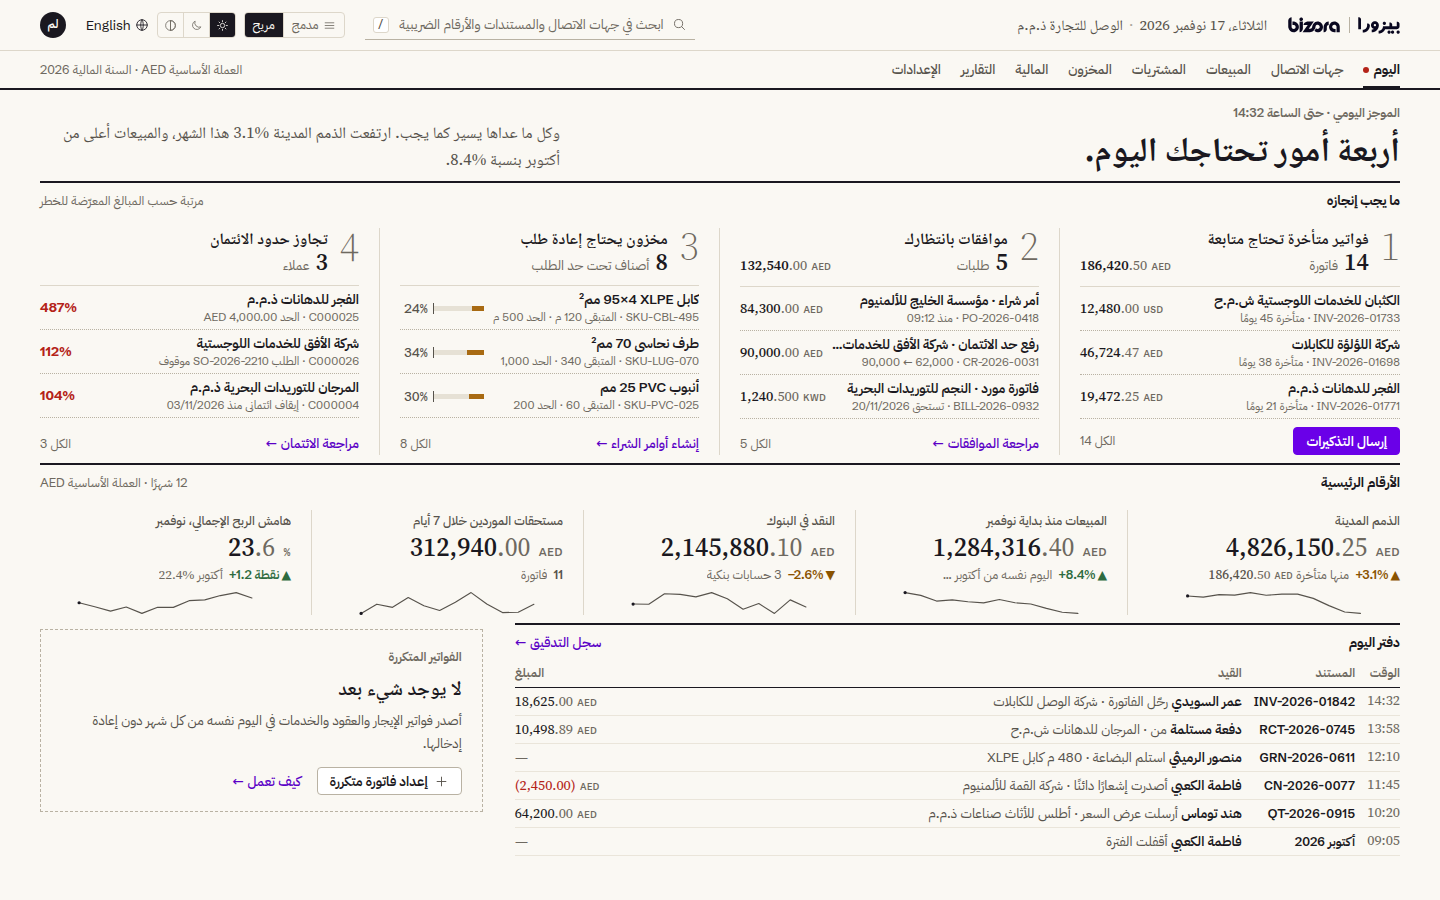 بيزورا | bizora
الثلاثاء، 17 نوفمبر 2026 · الوصل للتجارة ذ.م.م
ابحث في جهات الاتصال والمستندات والأرقام الضريبية /
مدمج مريح
English
لم
اليوم جهات الاتصال المبيعات المشتريات المخزون المالية التقارير الإعدادات
العملة الأساسية AED · السنة المالية 2026
الموجز اليومي · حتى الساعة 14:32
أربعة أمور تحتاجك اليوم.
وكل ما عداها يسير كما يجب. ارتفعت الذمم المدينة 3.1% هذا الشهر، والمبيعات أعلى من
أكتوبر بنسبة 8.4%.
ما يجب إنجازه
مرتبة حسب المبالغ المعرّضة للخطر
1 فواتير متأخرة تحتاج متابعة
14 فاتورة 186,420.50 AED
الكثبان للخدمات اللوجستية ش.م.ح 12,480.00 USD
INV-2026-01733 · متأخرة 45 يومًا
شركة اللؤلؤة للكابلات 46,724.47 AED
INV-2026-01698 · متأخرة 38 يومًا
الفجر للدهانات ذ.م.م 19,472.25 AED
INV-2026-01771 · متأخرة 21 يومًا
إرسال التذكيرات الكل 14
2 موافقات بانتظارك
5 طلبات 132,540.00 AED
أمر شراء · مؤسسة الخليج للألمنيوم 84,300.00 AED
PO-2026-0418 · منذ 09:12
رفع حد الائتمان · شركة الأفق للخدمات... 90,000.00 AED
CR-2026-0031 · 62,000 ← 90,000
فاتورة مورد · النجم للتوريدات البحرية 1,240.500 KWD
BILL-2026-0932 · تستحق 20/11/2026
مراجعة الموافقات ← الكل 5
3 مخزون يحتاج إعادة طلب
8 أصناف تحت حد الطلب
كابل XLPE 4×95 مم² 24%
SKU-CBL-495 · المتبقي 120 م · الحد 500 م
طرف نحاسي 70 مم² 34%
SKU-LUG-070 · المتبقي 340 · الحد 1,000
أنبوب PVC 25 مم 30%
SKU-PVC-025 · المتبقي 60 · الحد 200
إنشاء أوامر الشراء ← الكل 8
4 تجاوز حدود الائتمان
3 عملاء
الفجر للدهانات ذ.م.م 487%
C000025 · الحد 4,000.00 AED
شركة الأفق للخدمات اللوجستية 112%
C000026 · الطلب SO-2026-2210 موقوف
المرجان للتوريدات البحرية ذ.م.م 104%
C000004 · إيقاف ائتماني منذ 03/11/2026
مراجعة الائتمان ← الكل 3
الأرقام الرئيسية
12 شهرًا · العملة الأساسية AED
الذمم المدينة
4,826,150.25 AED
▲ +3.1% منها متأخرة 186,420.50 AED
المبيعات منذ بداية نوفمبر
1,284,316.40 AED
▲ +8.4% اليوم نفسه من أكتوبر ...
النقد في البنوك
2,145,880.10 AED
▼ −2.6% 3 حسابات بنكية
مستحقات الموردين خلال 7 أيام
312,940.00 AED
11 فاتورة
هامش الربح الإجمالي، نوفمبر
23.6 %
▲ +1.2 نقطة أكتوبر 22.4%
دفتر اليوم
سجل التدقيق ←
الوقت المستند القيد المبلغ
14:32 INV-2026-01842 عمر السويدي رحّل الفاتورة · شركة الوصل للكابلات 18,625.00 AED
13:58 RCT-2026-0745 دفعة مستلمة من · المرجان للدهانات ش.م.ح 10,498.89 AED
12:10 GRN-2026-0611 منصور الرميثي استلم البضاعة · 480 م كابل XLPE —
11:45 CN-2026-0077 فاطمة الكعبي أصدرت إشعارًا دائنًا · شركة القمة للألمنيوم (2,450.00) AED
10:20 QT-2026-0915 هند توماس أرسلت عرض السعر · أطلس للأثاث صناعات ذ.م.م 64,200.00 AED
09:05 أكتوبر 2026 فاطمة الكعبي أقفلت الفترة —
الفواتير المتكررة
لا يوجد شيء بعد
أصدر فواتير الإيجار والعقود والخدمات في اليوم نفسه من كل شهر دون إعادة
إدخالها.
+ إعداد فاتورة متكررة كيف تعمل ←